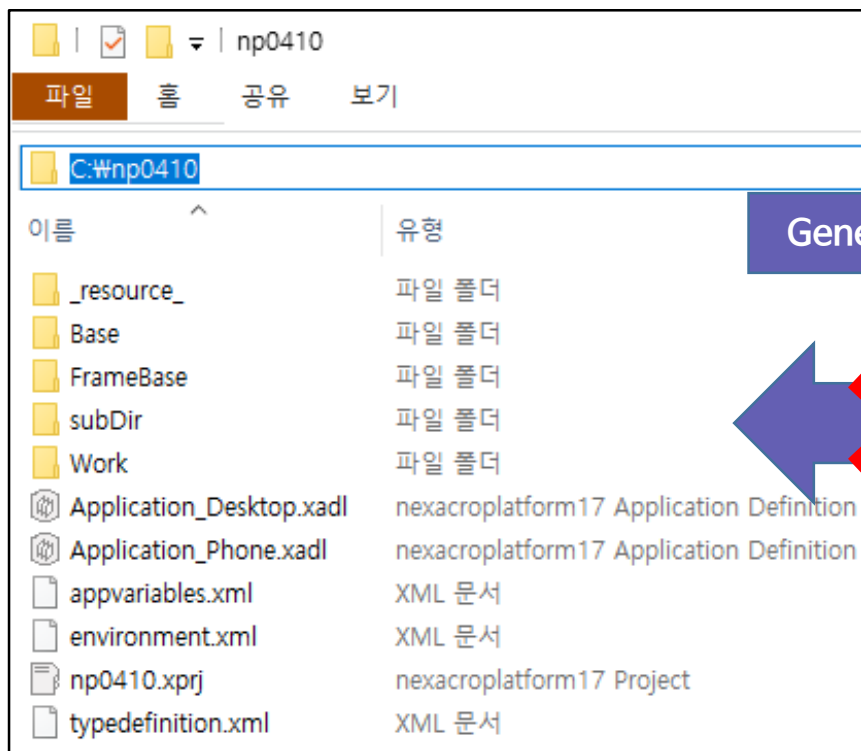 np0410
파일 홈 공유 보기
C:₩np0410
이름 유형
Gene
_resource_ 파일 폴더
Base 파일 폴더
FrameBase 파일 폴더
subDir 파일 폴더
Work 파일 폴더
Application_Desktop.xadl nexacroplatform17 Application Definition
Application_Phone.xadl nexacroplatform17 Application Definition
appvariables.xml XML 문서
environment.xml XML 문서
np0410.xprj nexacroplatform17 Project
typedefinition.xml XML 문서